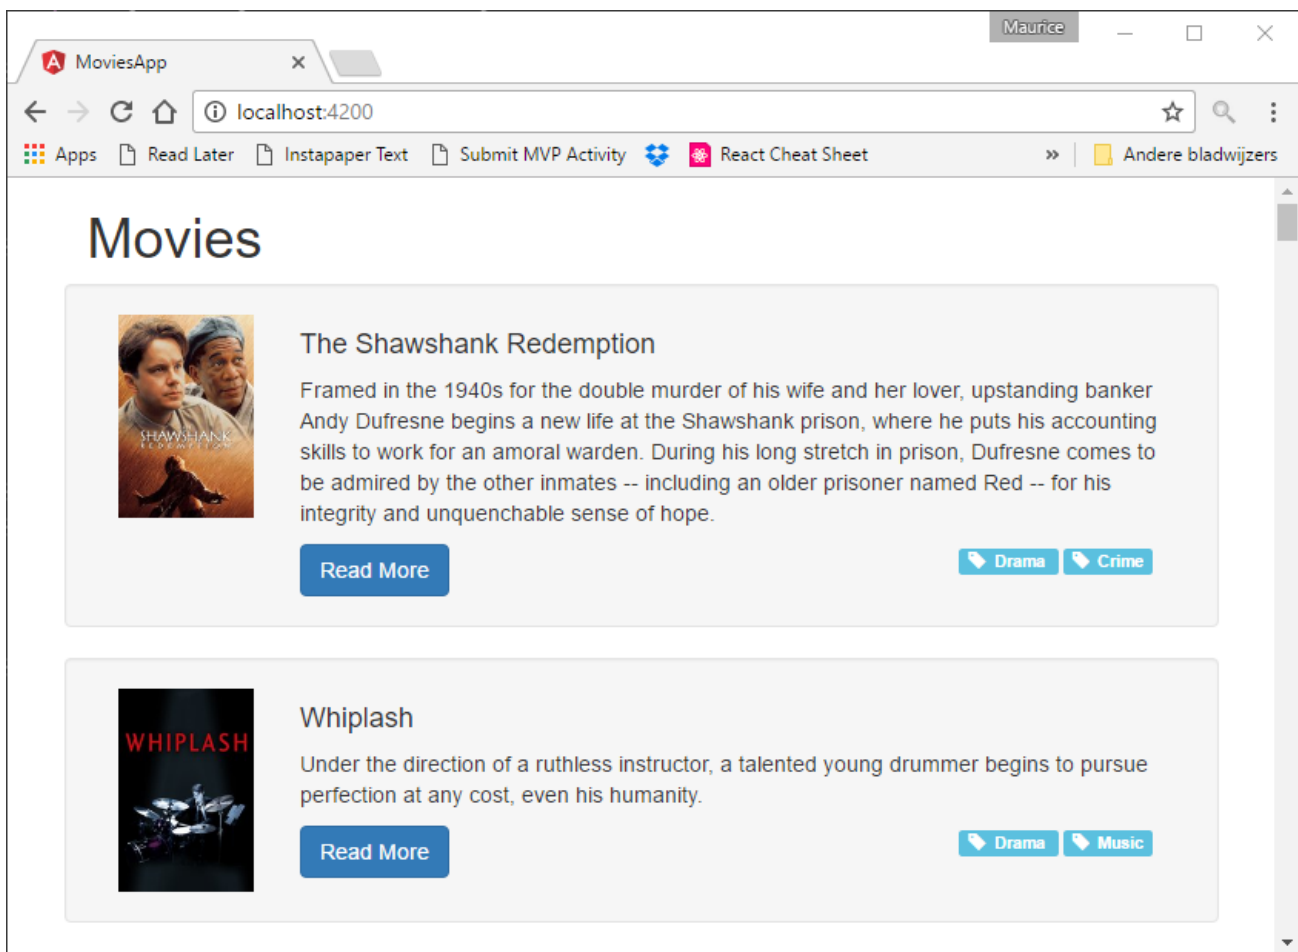 Maurice
MoviesApp
localhost:4200
Apps Read Later Instapaper Text Submit MVP Activity React Cheat Sheet » Andere bladwijzers
Movies
SHAWSHANK
REDEMPTION
The Shawshank Redemption
Framed in the 1940s for the double murder of his wife and her lover, upstanding banker
Andy Dufresne begins a new life at the Shawshank prison, where he puts his accounting
skills to work for an amoral warden. During his long stretch in prison, Dufresne comes to
be admired by the other inmates -- including an older prisoner named Red -- for his
integrity and unquenchable sense of hope.
Read More Drama Crime
WHIPLASH
Whiplash
Under the direction of a ruthless instructor, a talented young drummer begins to pursue
perfection at any cost, even his humanity.
Read More Drama Music